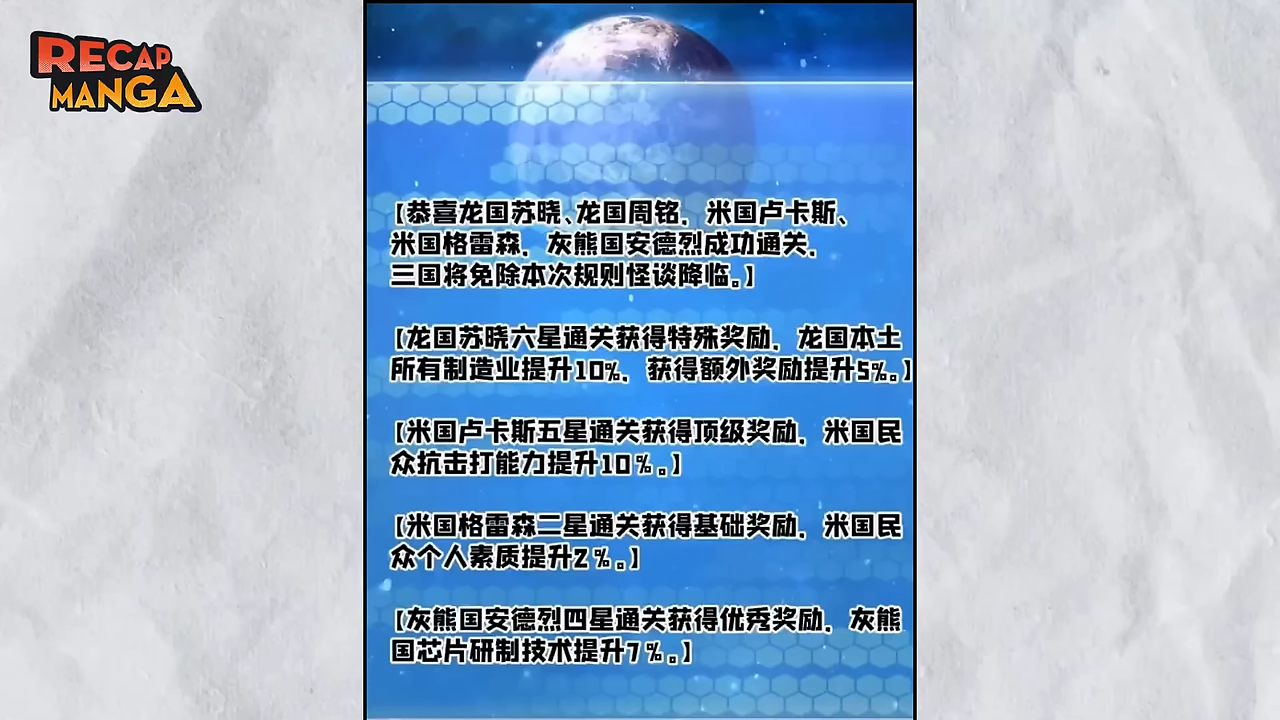 RECAP
MANGA
【恭喜龙国苏晓、龙国周铭，米国卢卡斯、
米国格雷森，灰熊国安德烈成功通关，
三国将免除本次规则怪谈降临。】
【龙国苏晓六星通关获得特殊奖励，龙国本土
所有制造业提升10%，获得额外奖励提升5%。】
【米国卢卡斯五星通关获得顶级奖励，米国民
众抗击打能力提升10％。】
【米国格雷森二星通关获得基础奖励，米国民
众个人素质提升2％。】
【灰熊国安德烈四星通关获得优秀奖励，灰熊
国芯片研制技术提升7％。】